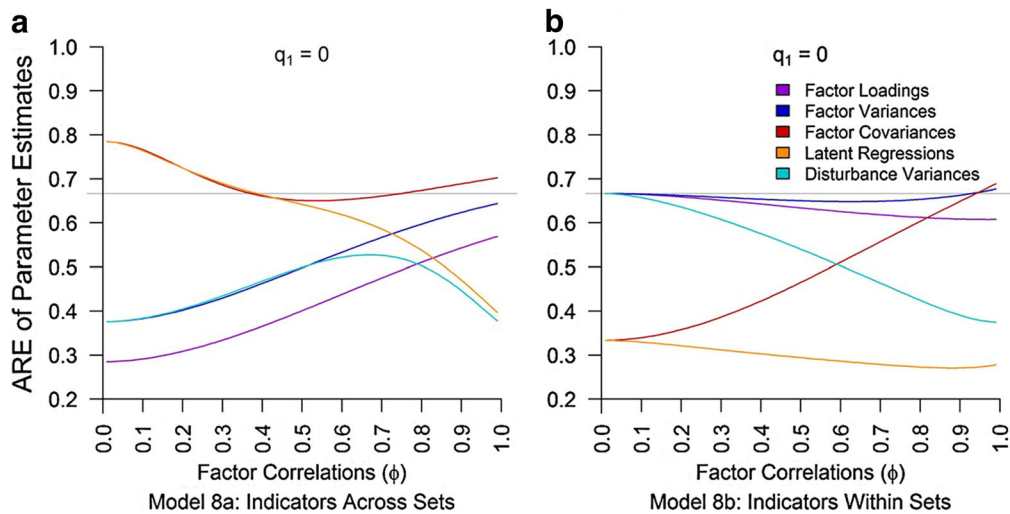 a
b
q1 = 0
q1 = 0
ARE of Parameter Estimates
1.0
0.9
0.8
0.7
0.6
0.5
0.4
0.3
0.2
0.0 0.1 0.2 0.3 0.4 0.5 0.6 0.7 0.8 0.9 1.0
Factor Correlations (ϕ)
Model 8a: Indicators Across Sets
1.0
0.9
0.8
0.7
0.6
0.5
0.4
0.3
0.2
Factor Loadings
Factor Variances
Factor Covariances
Latent Regressions
Disturbance Variances
0.0 0.1 0.2 0.3 0.4 0.5 0.6 0.7 0.8 0.9 1.0
Factor Correlations (ϕ)
Model 8b: Indicators Within Sets